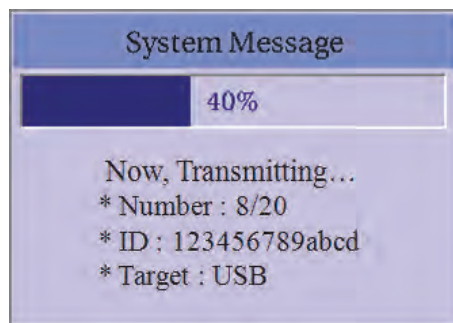 System Message
40%
Now, Transmitting...
* Number : 8/20
* ID : 123456789abcd
* Target : USB